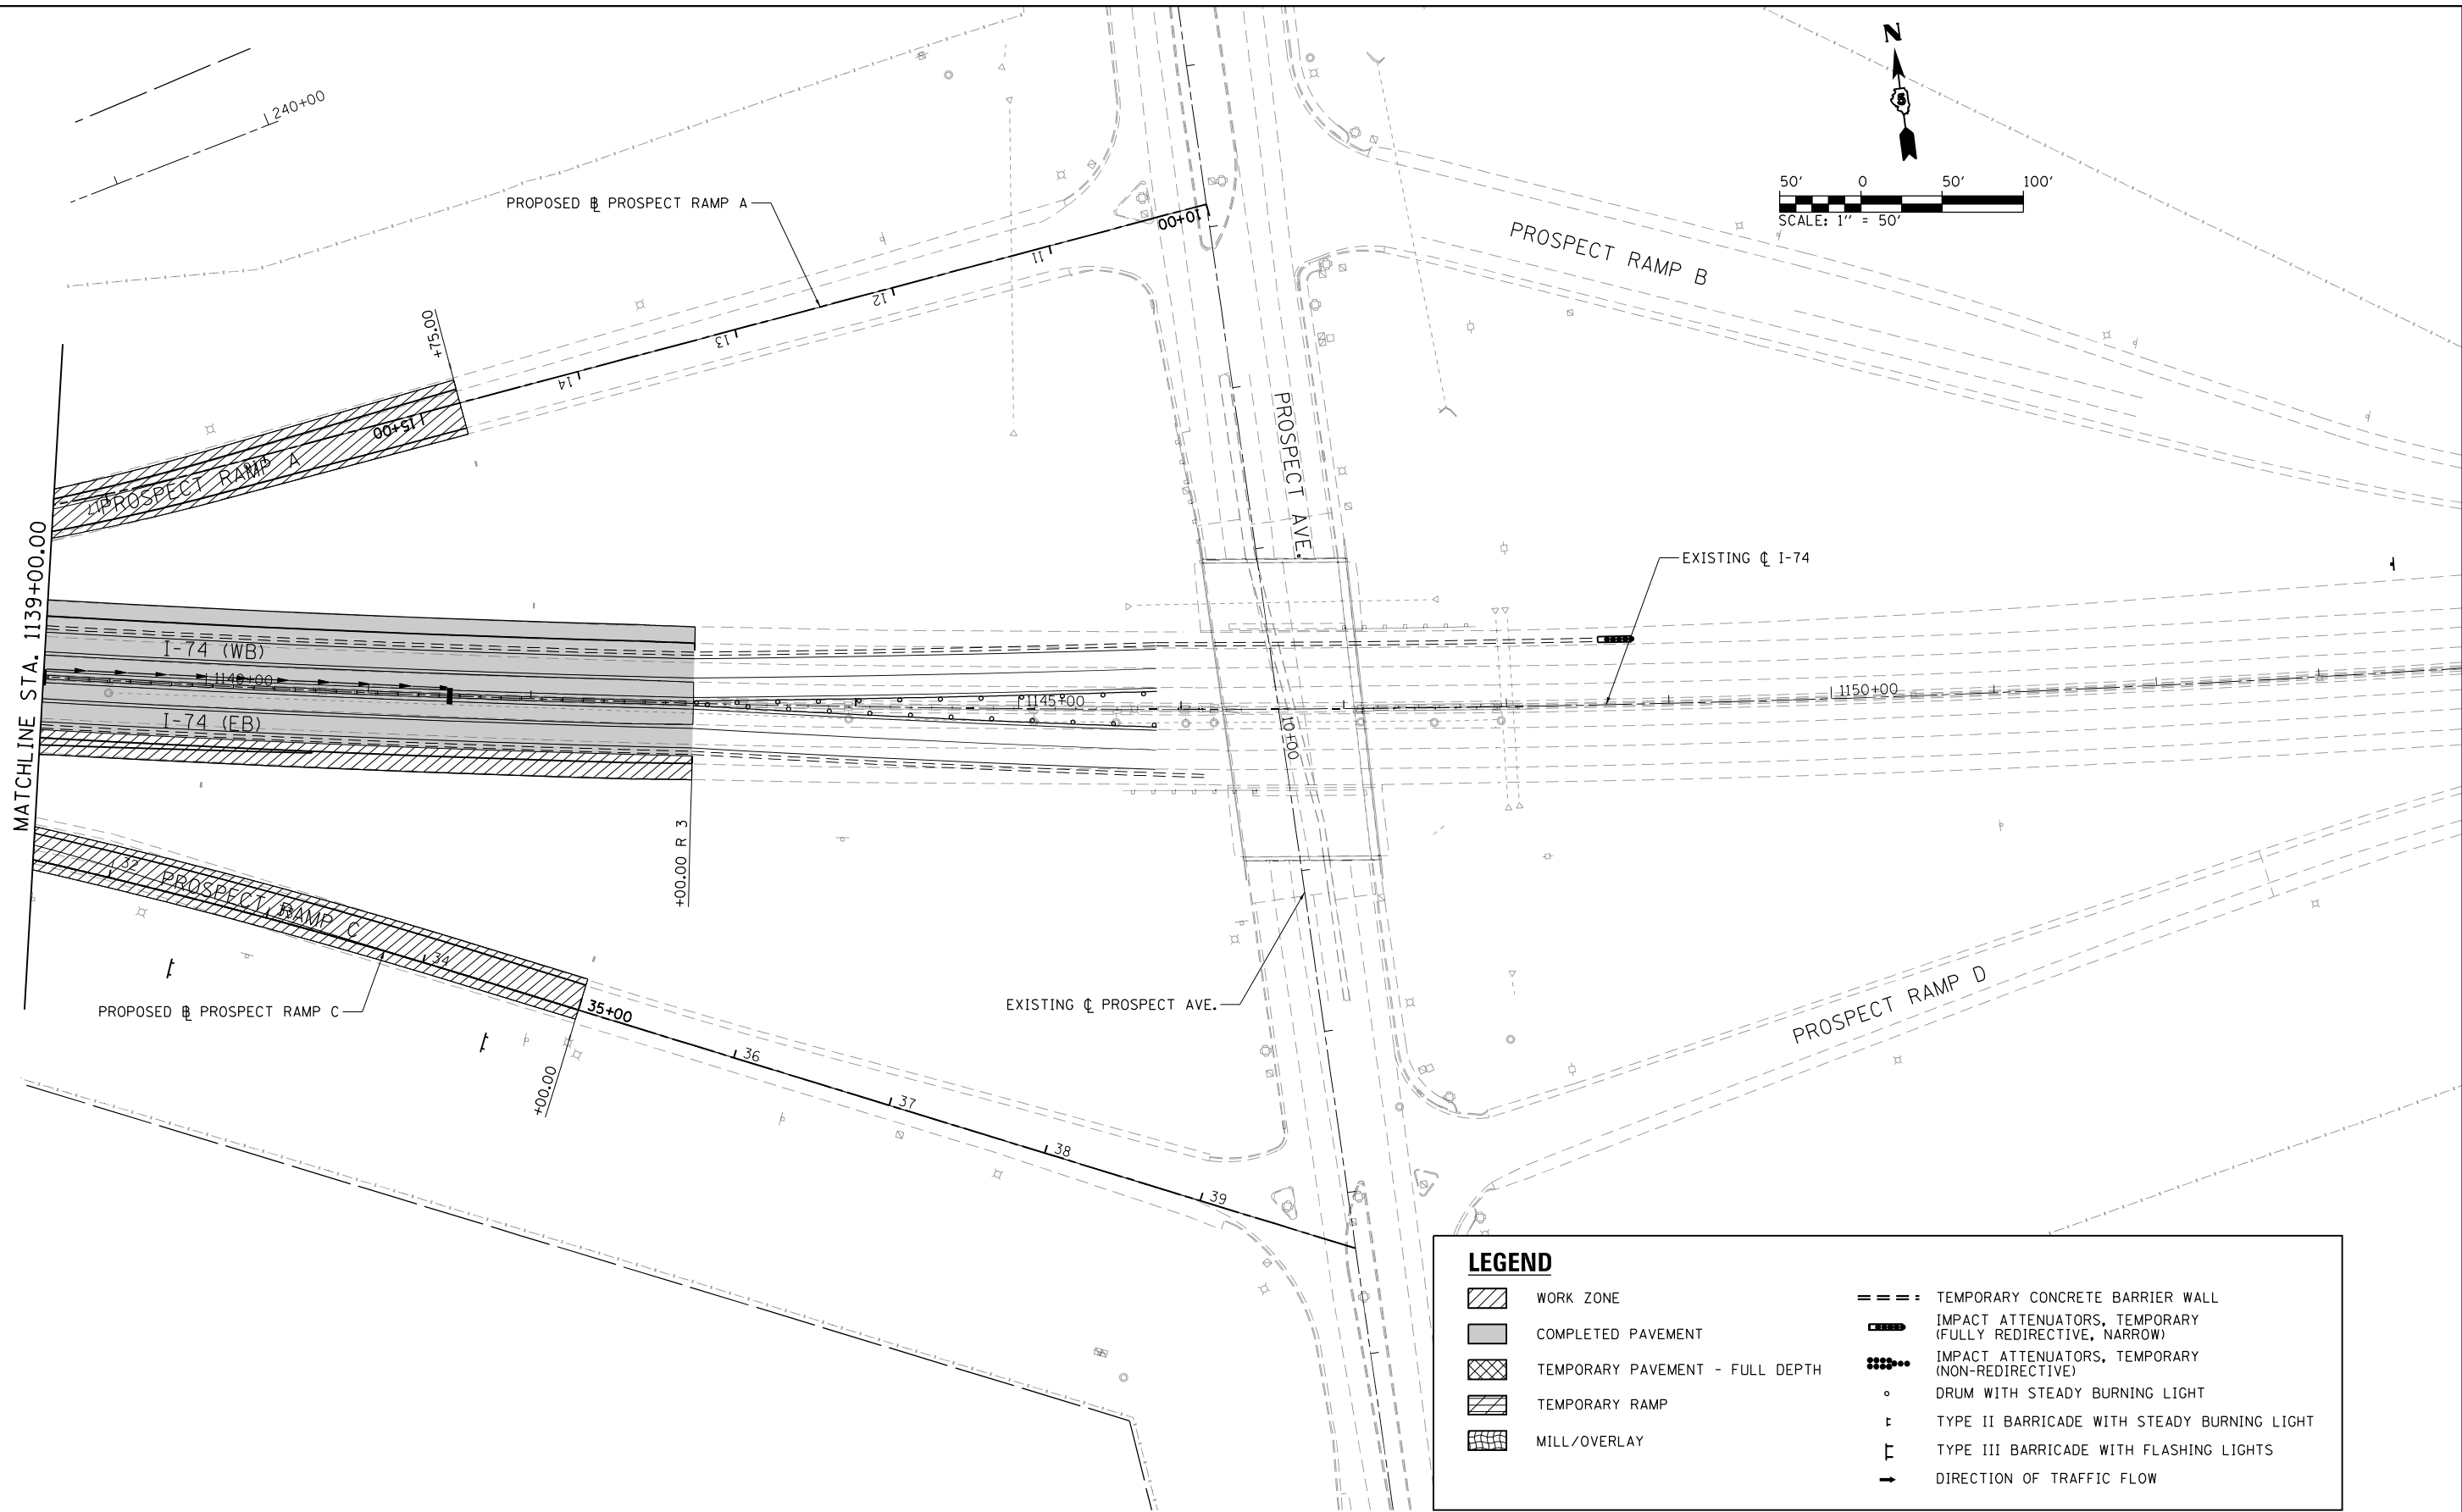 N
5
50' 0 50' 100'
SCALE: 1" = 50'
240+00
PROPOSED ℄ PROSPECT RAMP A
10+00
11
12
13
14
15+00
16
17
+75.00
PROSPECT RAMP A
PROSPECT RAMP B
PROSPECT AVE.
MATCHLINE STA. 1139+00.00
EXISTING ℄ I-74
I-74 (WB)
1140+00
1145+00
1150+00
I-74 (EB)
10+00
+00.00 R 3
32
PROSPECT RAMP C
33
34
35+00
36
37
38
39
+00.00
PROPOSED ℄ PROSPECT RAMP C
EXISTING ℄ PROSPECT AVE.
PROSPECT RAMP D
LEGEND
WORK ZONE
COMPLETED PAVEMENT
TEMPORARY PAVEMENT - FULL DEPTH
TEMPORARY RAMP
MILL/OVERLAY
TEMPORARY CONCRETE BARRIER WALL
IMPACT ATTENUATORS, TEMPORARY
(FULLY REDIRECTIVE, NARROW)
IMPACT ATTENUATORS, TEMPORARY
(NON-REDIRECTIVE)
DRUM WITH STEADY BURNING LIGHT
TYPE II BARRICADE WITH STEADY BURNING LIGHT
TYPE III BARRICADE WITH FLASHING LIGHTS
DIRECTION OF TRAFFIC FLOW